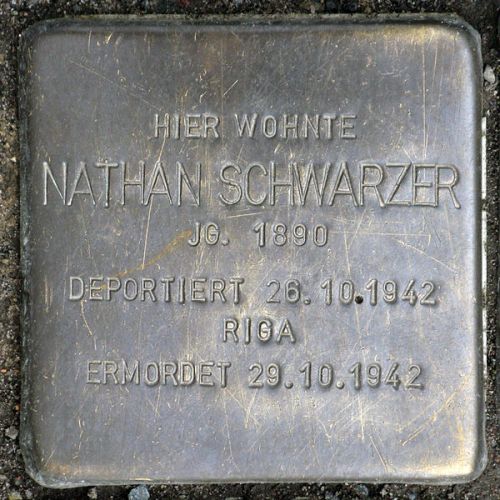 HIER WOHNTE
NATHAN SCHWARZER
JG. 1890
DEPORTIERT 26.10.1942
RIGA
ERMORDET 29.10.1942